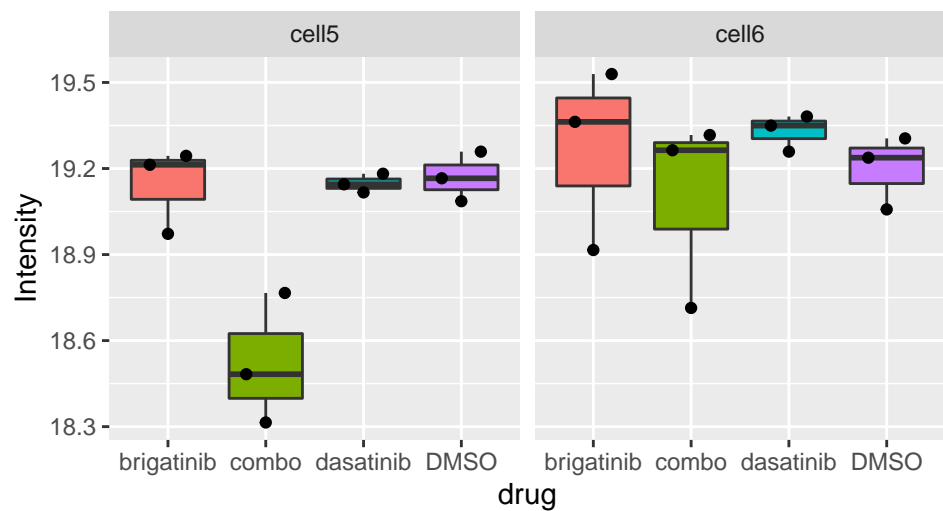 cell5 cell6
Intensity
19.5
19.2
18.9
18.6
18.3
brigatinib combo dasatinib DMSO brigatinib combo dasatinib DMSO
drug